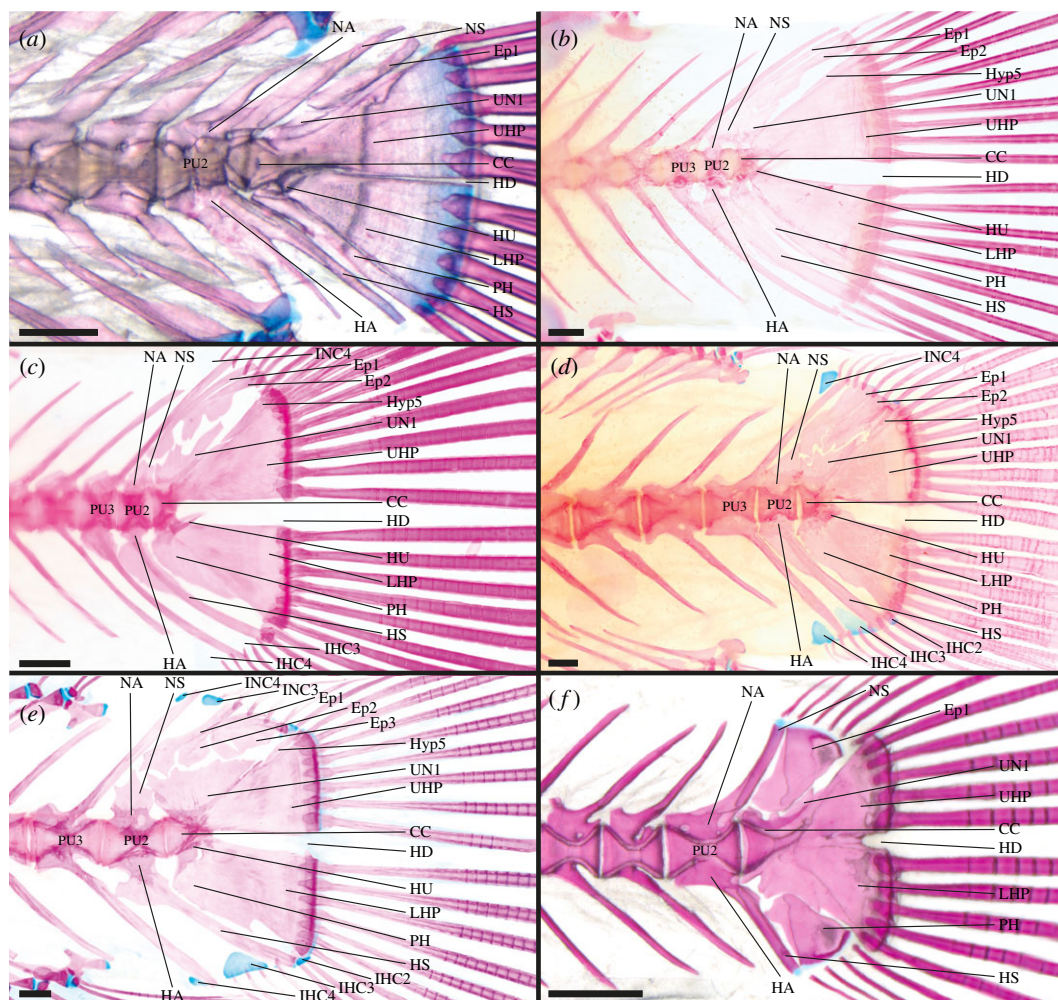 (a)
NA
NS
Ep1
UN1
UHP
PU2
CC
HD
HU
LHP
PH
HS
HA
(b)
NA
NS
Ep1
Ep2
Hyp5
UN1
UHP
PU3
PU2
CC
HD
HU
LHP
PH
HS
HA
(c)
NA
NS
INC4
Ep1
Ep2
Hyp5
UN1
UHP
PU3
PU2
CC
HD
HU
LHP
PH
HS
HA
IHC3
IHC4
(d)
NA
NS
INC4
Ep1
Ep2
Hyp5
UN1
UHP
PU3
PU2
CC
HD
HU
LHP
PH
HS
IHC2
IHC3
IHC4
HA
(e)
NA
NS
INC4
INC3
Ep1
Ep2
Ep3
Hyp5
UN1
UHP
PU3
PU2
CC
HD
HU
LHP
PH
HS
IHC2
IHC3
IHC4
HA
(f)
NA
NS
Ep1
UN1
UHP
PU2
CC
HD
LHP
PH
HS
HA